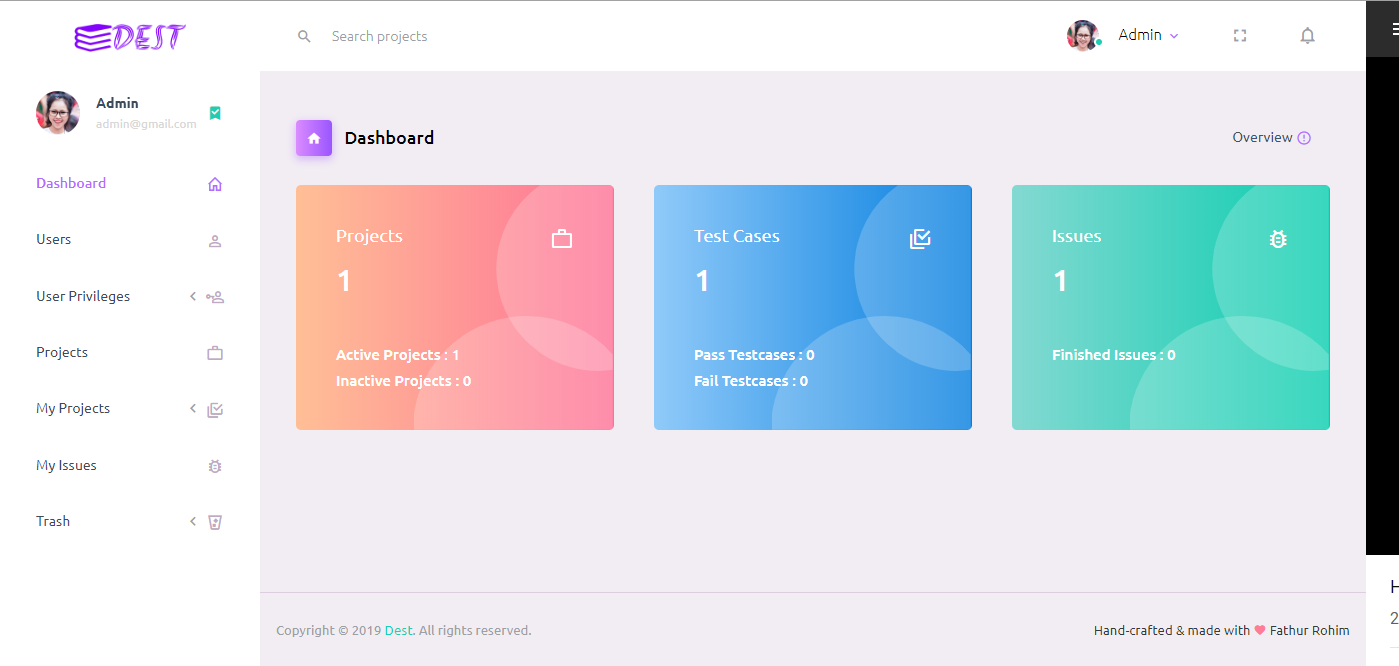 DEST
Search projects
Admin
Admin
admin@gmail.com
Dashboard
Users
User Privileges
Projects
My Projects
My Issues
Trash
Dashboard
Overview
Projects
1
Active Projects : 1
Inactive Projects : 0
Test Cases
1
Pass Testcases : 0
Fail Testcases : 0
Issues
1
Finished Issues : 0
Copyright © 2019 Dest. All rights reserved.
Hand-crafted & made with ❤ Fathur Rohim
H
2